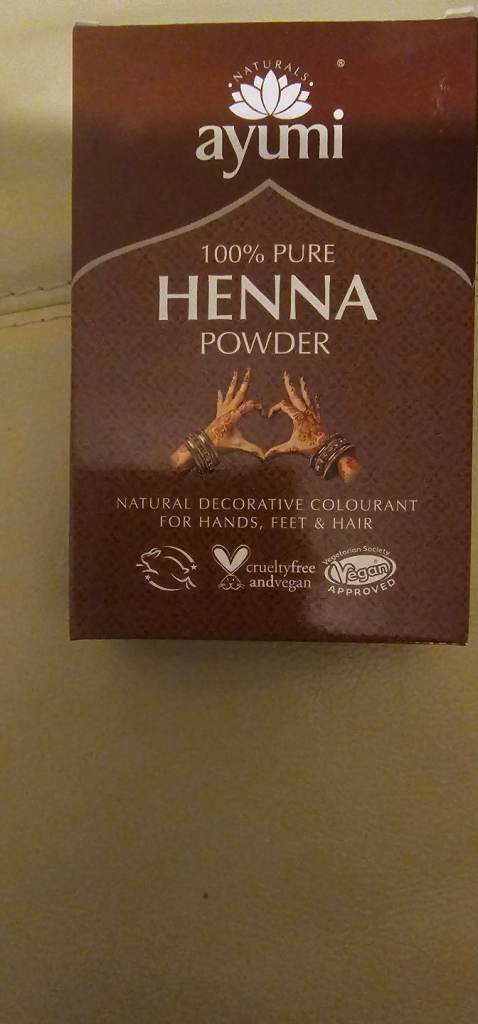 NATURALS
®
ayumi
100% PURE
HENNA
POWDER
NATURAL DECORATIVE COLOURANT
FOR HANDS, FEET & HAIR
crueltyfree
andvegan
Vegetarian Society
Vegan
APPROVED